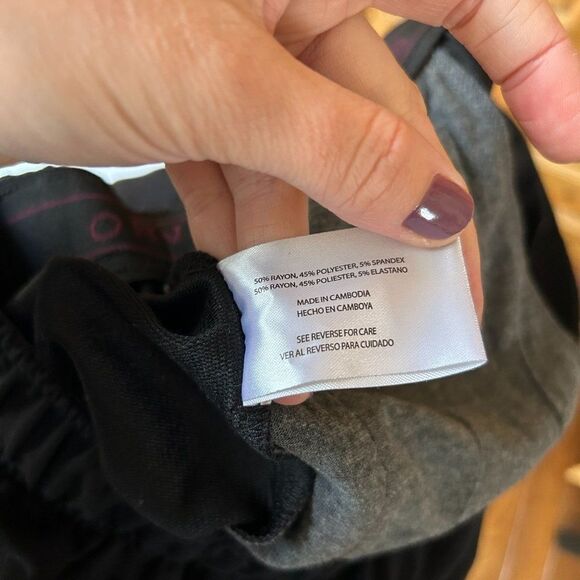 50% RAYON, 45% POLYESTER, 5% SPANDEX
50% RAYON, 45% POLIESTER, 5% ELASTANO
MADE IN CAMBODIA
HECHO EN CAMBOYA
SEE REVERSE FOR CARE
VER AL REVERSO PARA CUIDADO